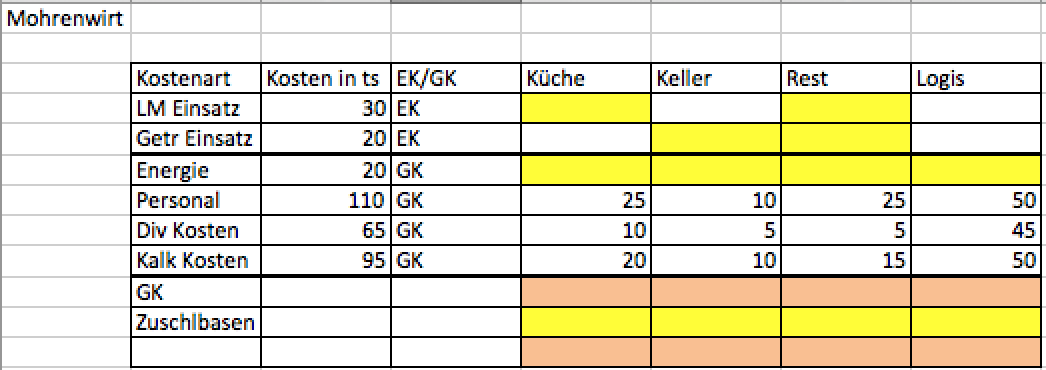 Mohrenwirt
Kostenart Kosten in ts EK/GK Küche Keller Rest Logis
LM Einsatz 30 EK
Getr Einsatz 20 EK
Energie 20 GK
Personal 110 GK 25 10 25 50
Div Kosten 65 GK 10 5 5 45
Kalk Kosten 95 GK 20 10 15 50
GK
Zuschlbasen